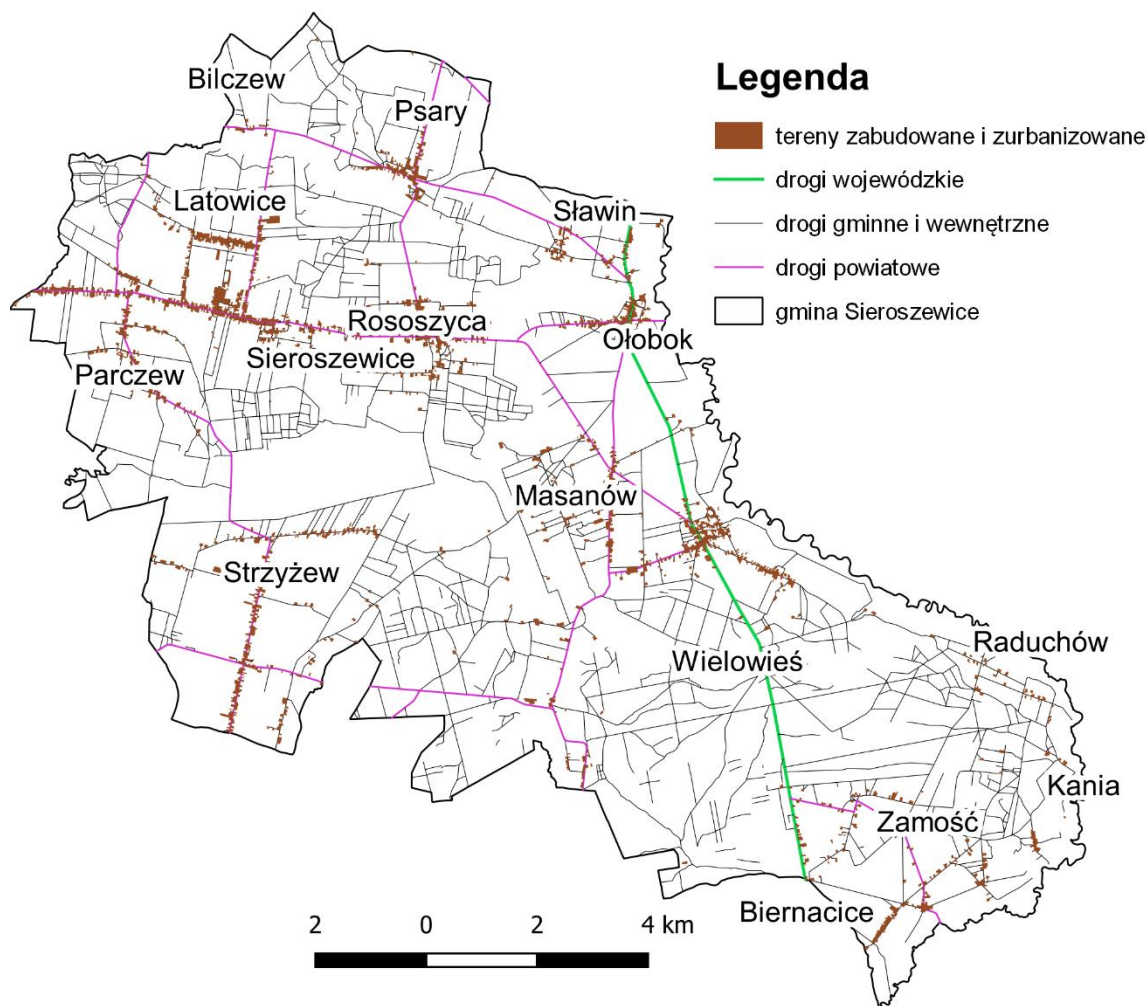 Bilczew
Psary
Latowice
Sławin
Rososzyca
Ołobok
Sieroszewice
Parczew
Masanów
Strzyżew
Wielowieś
Raduchów
Kania
Zamość
Biernacice
Legenda
tereny zabudowane i zurbanizowane
drogi wojewódzkie
drogi gminne i wewnętrzne
drogi powiatowe
gmina Sieroszewice
2 0 2 4 km